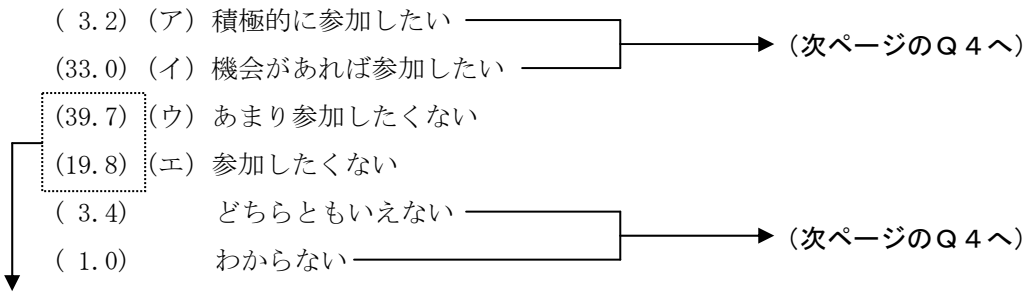 ( 3.2) (ア) 積極的に参加したい
(次ページのＱ４へ)
(33.0) (イ) 機会があれば参加したい
(39.7) (ウ) あまり参加したくない
(19.8) (エ) 参加したくない
( 3.4) どちらともいえない
(次ページのＱ４へ)
( 1.0) わからない